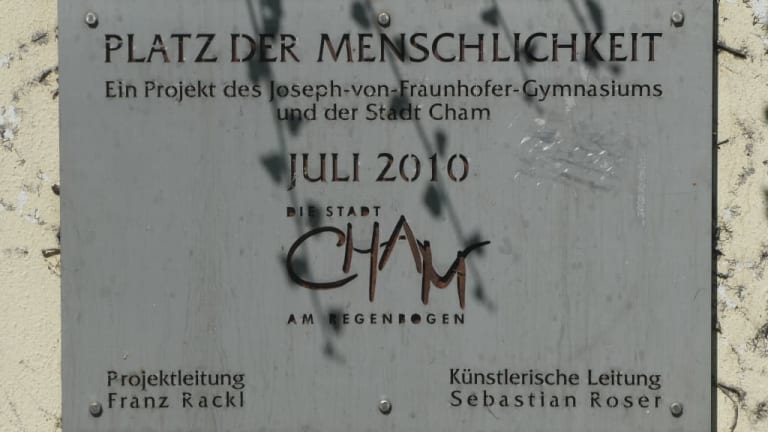 PLATZ DER MENSCHLICHKEIT
Ein Projekt des Joseph-von-Fraunhofer-Gymnasiums
und der Stadt Cham
JULI 2010
DIE STADT
CHAM
AM REGENBOGEN
Projektleitung
Franz Rackl
Künstlerische Leitung
Sebastian Roser